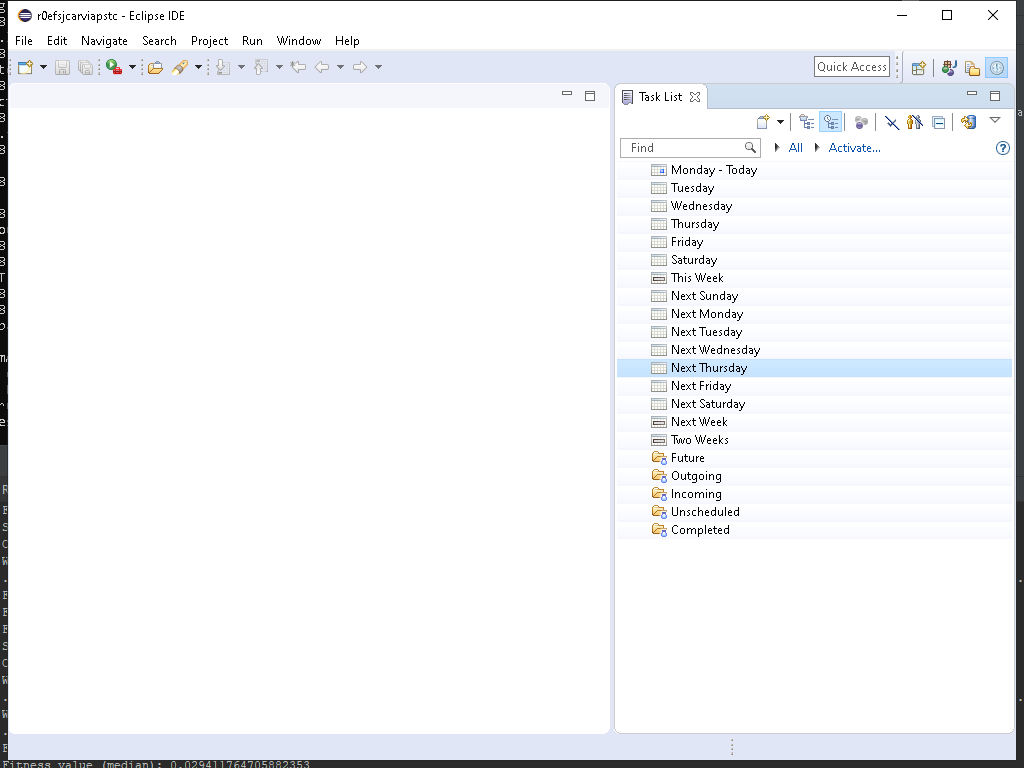 r0efsjcarviapstc - Eclipse IDE
File Edit Navigate Search Project Run Window Help
Quick Access
Task List
Find All Activate...
Monday - Today
Tuesday
Wednesday
Thursday
Friday
Saturday
This Week
Next Sunday
Next Monday
Next Tuesday
Next Wednesday
Next Thursday
Next Friday
Next Saturday
Next Week
Two Weeks
Future
Outgoing
Incoming
Unscheduled
Completed
Fitness value (median): 0.029411764705882353